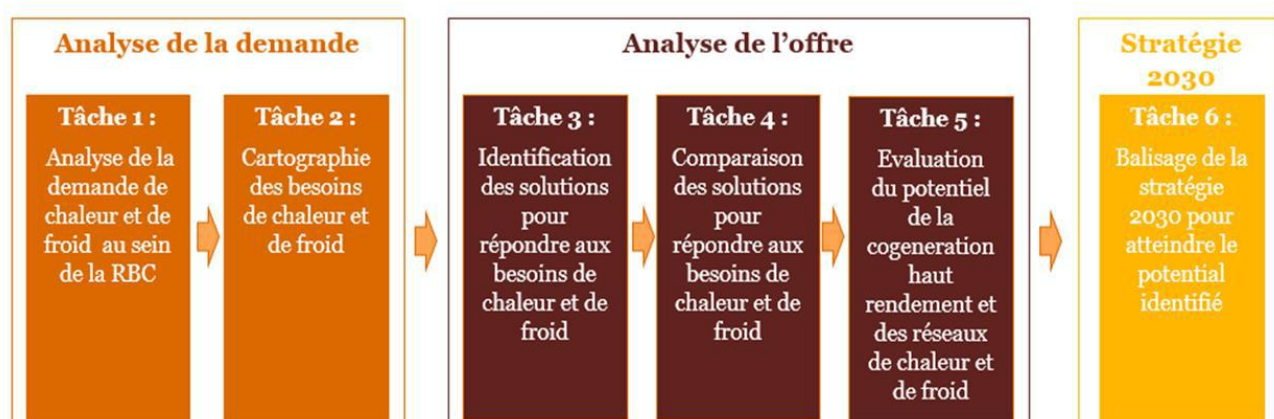 Analyse de la demande
Tâche 1 :
Analyse de la
demande de
chaleur et de
froid au sein
de la RBC
Tâche 2 :
Cartographie
des besoins
de chaleur et
de froid
Analyse de l’offre
Tâche 3 :
Identification
des solutions
pour
répondre aux
besoins de
chaleur et de
froid
Tâche 4 :
Comparaison
des solutions
pour
répondre aux
besoins de
chaleur et de
froid
Tâche 5 :
Evaluation
du potentiel
de la
cogeneration
haut
rendement et
des réseaux
de chaleur et
de froid
Stratégie
2030
Tâche 6 :
Balisage de la
stratégie
2030 pour
atteindre le
potential
identifié